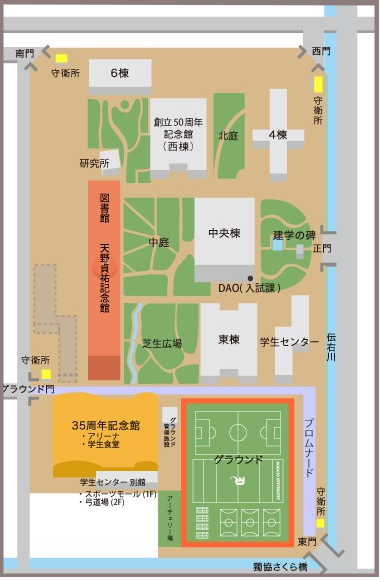 南門
守衛所
6棟
西門
守衛所
創立50周年
記念館
(西棟)
北庭
4棟
研究所
図書館
天野貞祐記念館
中庭
中央棟
建学の碑
正門
DAO(入試課)
芝生広場
東棟
学生センター
伝右川
守衛所
グラウンド門
35周年記念館
・アリーナ
・学生食堂
グラウンド
管理施設
グラウンド
プロムナード
学生センター 別館
・スポーツモール(1F)
・弓道場(2F)
アーチェリー場
守衛所
東門
獨協さくら橋